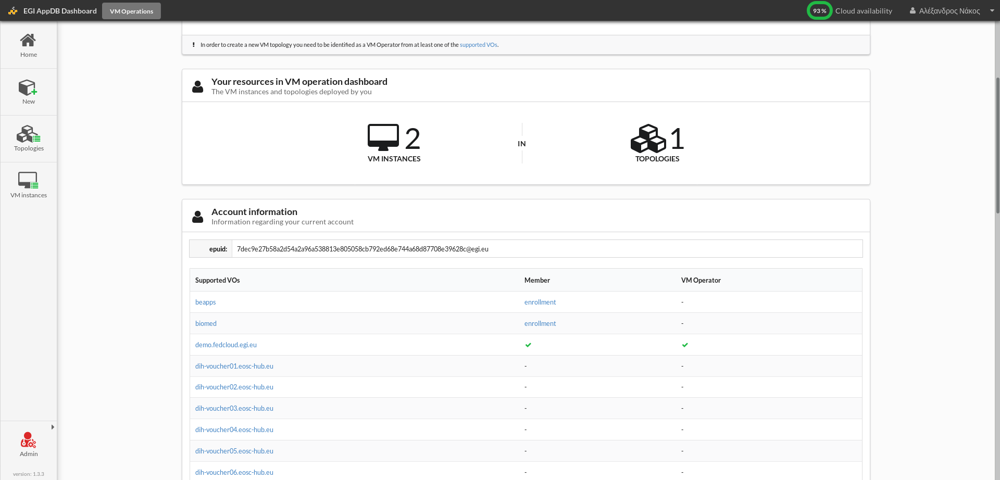 EGI AppDB Dashboard VM Operations 93 % Cloud availability Αλέξανδρος Νάκος
Home
New
Topologies
VM instances
Admin
version: 1.3.3
In order to create a new VM topology you need to be identified as a VM Operator from at least one of the supported VOs.
Your resources in VM operation dashboard
The VM instances and topologies deployed by you
2
VM INSTANCES
IN
1
TOPOLOGIES
Account information
Information regarding your current account
epuid: 7dec9e27b58a2d54a2a96a538813e805058cb792ed68e744a68d87708e39628c@egi.eu
Supported VOs Member VM Operator
beapps enrollment -
biomed enrollment -
demo.fedcloud.egi.eu
dih-voucher01.eosc-hub.eu - -
dih-voucher02.eosc-hub.eu - -
dih-voucher03.eosc-hub.eu - -
dih-voucher04.eosc-hub.eu - -
dih-voucher05.eosc-hub.eu - -
dih-voucher06.eosc-hub.eu - -